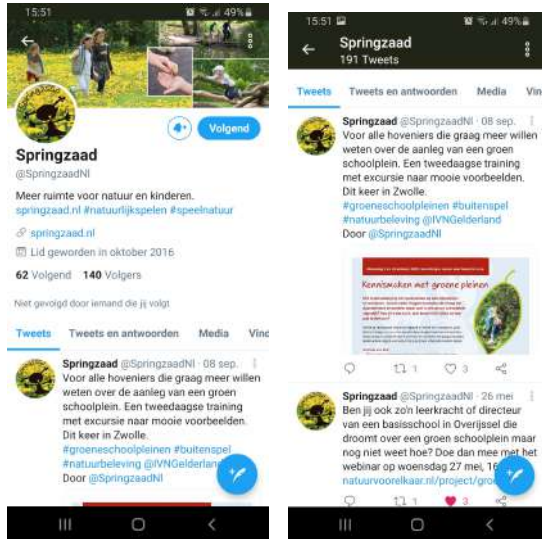 15:51
49%
Volgend
Springzaad
@SpringzaadNl
Meer ruimte voor natuur en kinderen.
springzaad.nl #natuurlijkspelen #speelnatuur
springzaad.nl
Lid geworden in oktober 2016
62 Volgend 140 Volgers
Niet gevolgd door iemand die jij volgt
Tweets Tweets en antwoorden Media Vind
Springzaad @SpringzaadNl · 08 sep.
Voor alle hoveniers die graag meer willen
weten over de aanleg van een groen
schoolplein. Een tweedaagse training
met excursie naar mooie voorbeelden.
Dit keer in Zwolle.
#groeneschoolpleinen #buitenspel
#natuurbeleving @IVNGelderland
Door @SpringzaadNl
15:51
49%
Springzaad
191 Tweets
Tweets Tweets en antwoorden Media Vin
Springzaad @SpringzaadNl · 08 sep.
Voor alle hoveniers die graag meer willen
weten over de aanleg van een groen
schoolplein. Een tweedaagse training
met excursie naar mooie voorbeelden.
Dit keer in Zwolle.
#groeneschoolpleinen #buitenspel
#natuurbeleving @IVNGelderland
Door @SpringzaadNl
Kennismaken met groene pleinen
1 3
Springzaad @SpringzaadNl · 26 mei
Ben jij ook zo'n leerkracht of directeur
van een basisschool in Overijssel die
droomt over een groen schoolplein maar
nog niet weet hoe? Doe dan mee met het
webinar op woensdag 27 mei, 16
natuurvoorelkaar.nl/project/gro
1 3